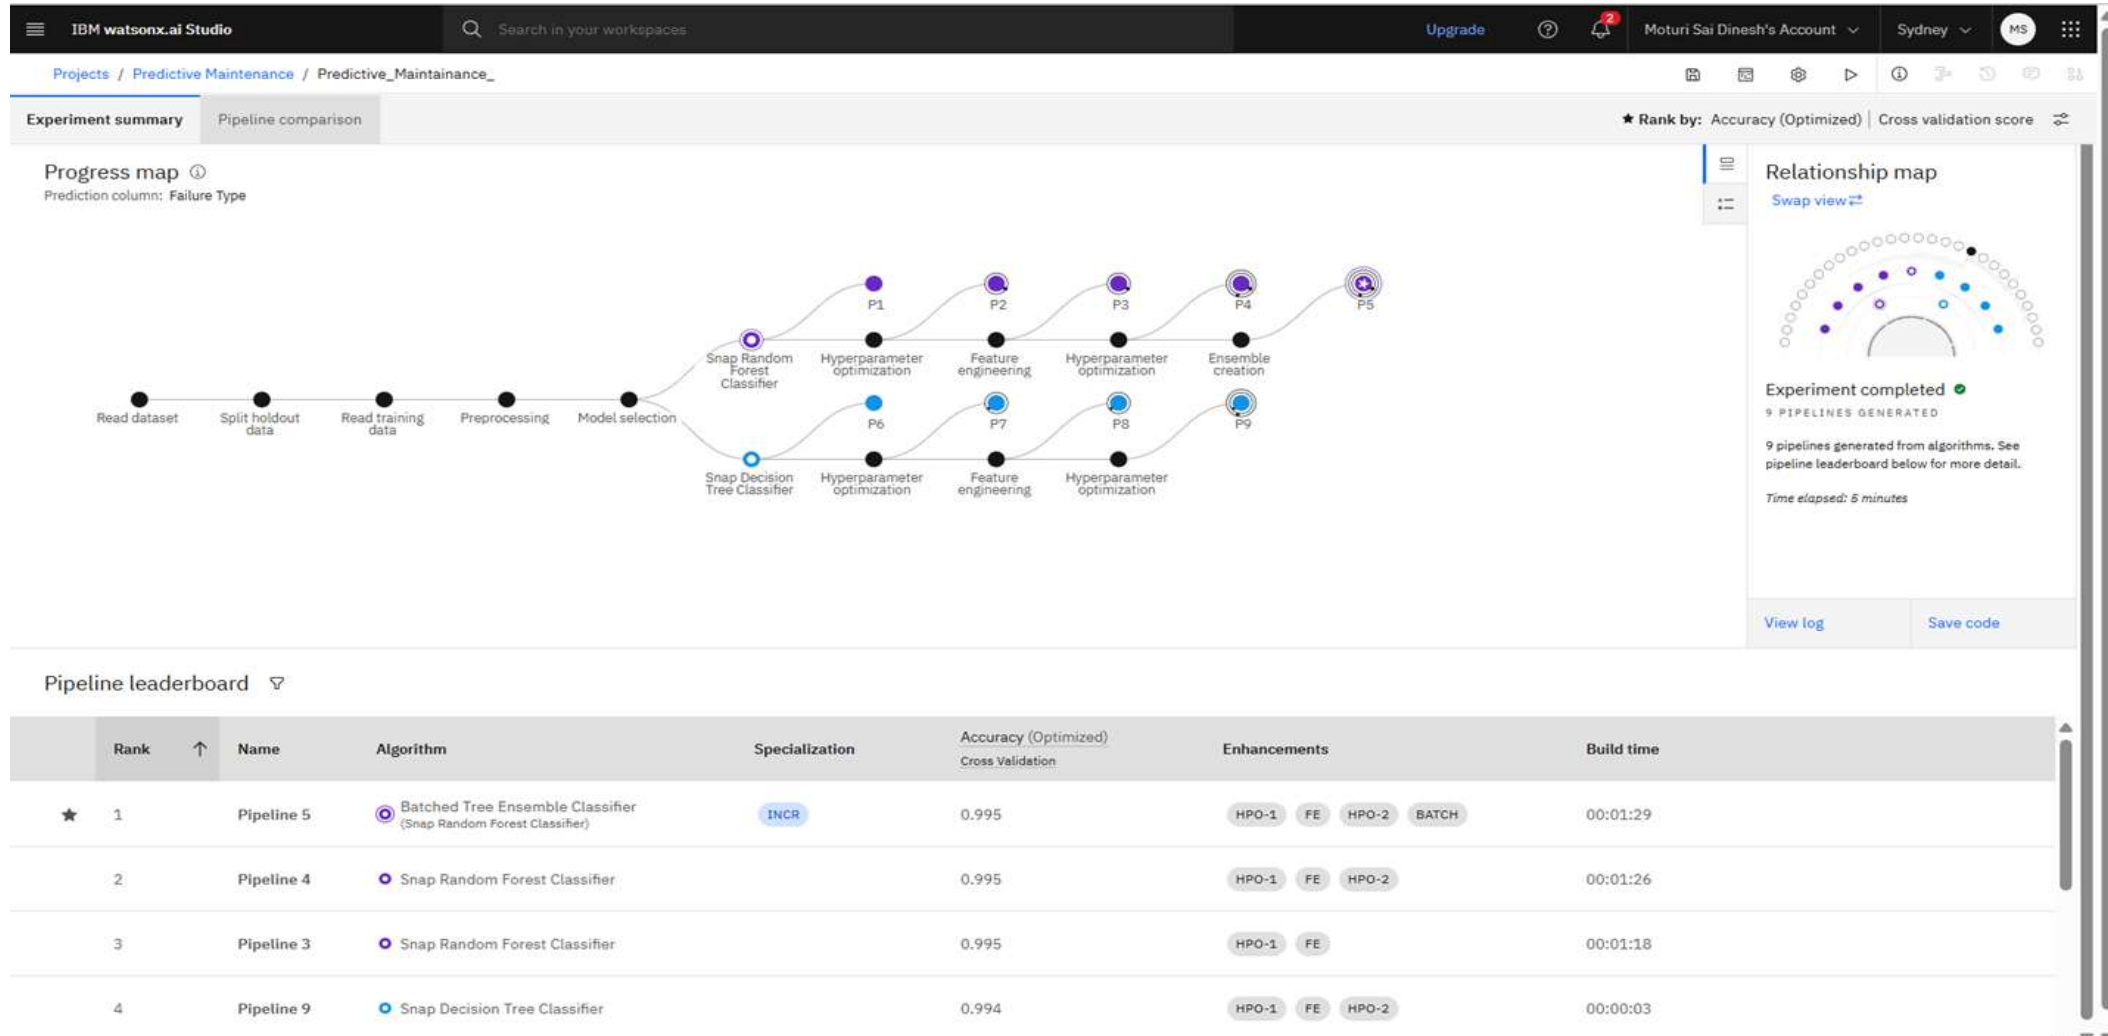 IBM watsonx.ai Studio
Search in your workspaces
Upgrade
2
Moturi Sai Dinesh's Account
Sydney
MS
Projects / Predictive Maintenance / Predictive_Maintainance_
Experiment summary
Pipeline comparison
★ Rank by: Accuracy (Optimized) | Cross validation score
Progress map
Prediction column: Failure Type
P1
P2
P3
P4
P5
Snap Random
Forest
Classifier
Hyperparameter
optimization
Feature
engineering
Hyperparameter
optimization
Ensemble
creation
Read dataset
Split holdout
data
Read training
data
Preprocessing
Model selection
P6
P7
P8
P9
Snap Decision
Tree Classifier
Hyperparameter
optimization
Feature
engineering
Hyperparameter
optimization
Relationship map
Swap view
Experiment completed
9 PIPELINES GENERATED
9 pipelines generated from algorithms. See
pipeline leaderboard below for more detail.
Time elapsed: 5 minutes
View log
Save code
Pipeline leaderboard
Rank ↑ Name Algorithm Specialization Accuracy (Optimized) Enhancements Build time
Cross Validation
★ 1 Pipeline 5 Batched Tree Ensemble Classifier INCR 0.995 HPO-1 FE HPO-2 BATCH 00:01:29
(Snap Random Forest Classifier)
2 Pipeline 4 Snap Random Forest Classifier 0.995 HPO-1 FE HPO-2 00:01:26
3 Pipeline 3 Snap Random Forest Classifier 0.995 HPO-1 FE 00:01:18
4 Pipeline 9 Snap Decision Tree Classifier 0.994 HPO-1 FE HPO-2 00:00:03